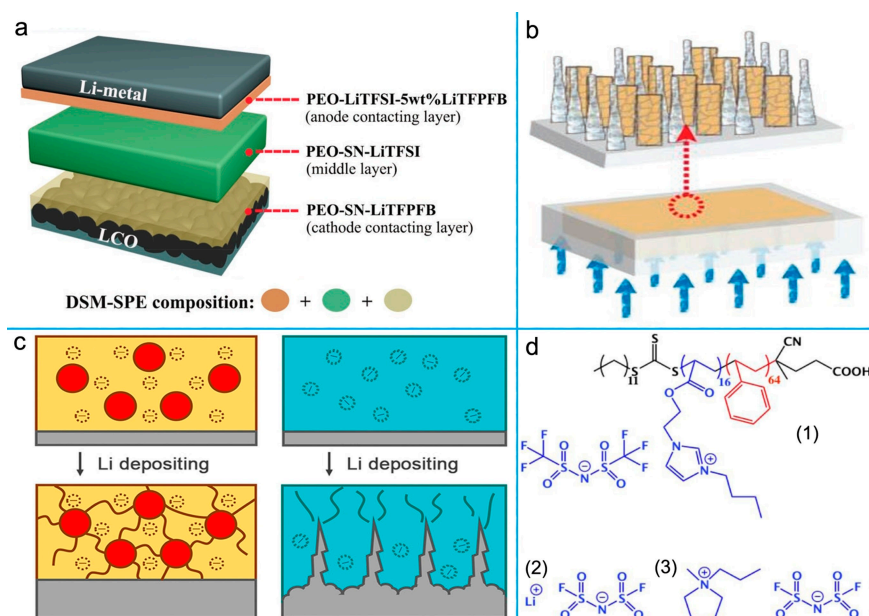 a
Li-metal
PEO-LiTFSI-5wt%LiTFPFB
(anode contacting layer)
PEO-SN-LiTFSI
(middle layer)
PEO-SN-LiTFPFB
(cathode contacting layer)
LCO
DSM-SPE composition: + +
b
c
Li depositing
Li depositing
d
S
CN
S
11
S
16
64
COOH
O
O
(1)
F
F
O
O
F
F
F
S
N
⊖
S
F
O
O
N
⊕
N
(2)
Li
⊕
F
O
O
F
S
N
⊖
S
O
O
(3)
N
⊕
F
O
O
F
S
N
⊖
S
O
O